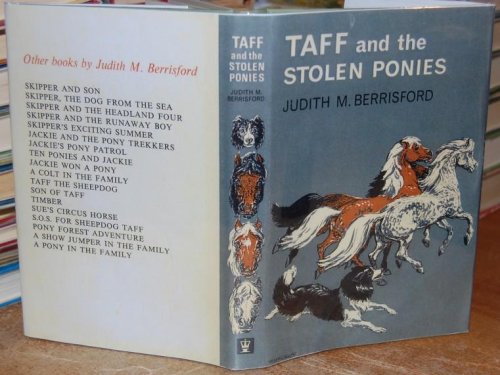 Other books by Judith M. Berrisford
SKIPPER AND SON
SKIPPER, THE DOG FROM THE SEA
SKIPPER AND THE HEADLAND FOUR
SKIPPER AND THE RUNAWAY BOY
SKIPPER'S EXCITING SUMMER
JACKIE AND THE PONY TREKKERS
JACKIE'S PONY PATROL
TEN PONIES AND JACKIE
JACKIE WON A PONY
A COLT IN THE FAMILY
TAFF THE SHEEPDOG
SON OF TAFF
TIMBER
SUE'S CIRCUS HORSE
S.O.S. FOR SHEEPDOG TAFF
PONY FOREST ADVENTURE
A SHOW JUMPER IN THE FAMILY
A PONY IN THE FAMILY
TAFF
and the
STOLEN
PONIES
JUDITH M.
BERRISFORD
TAFF and the
STOLEN PONIES
JUDITH M. BERRISFORD